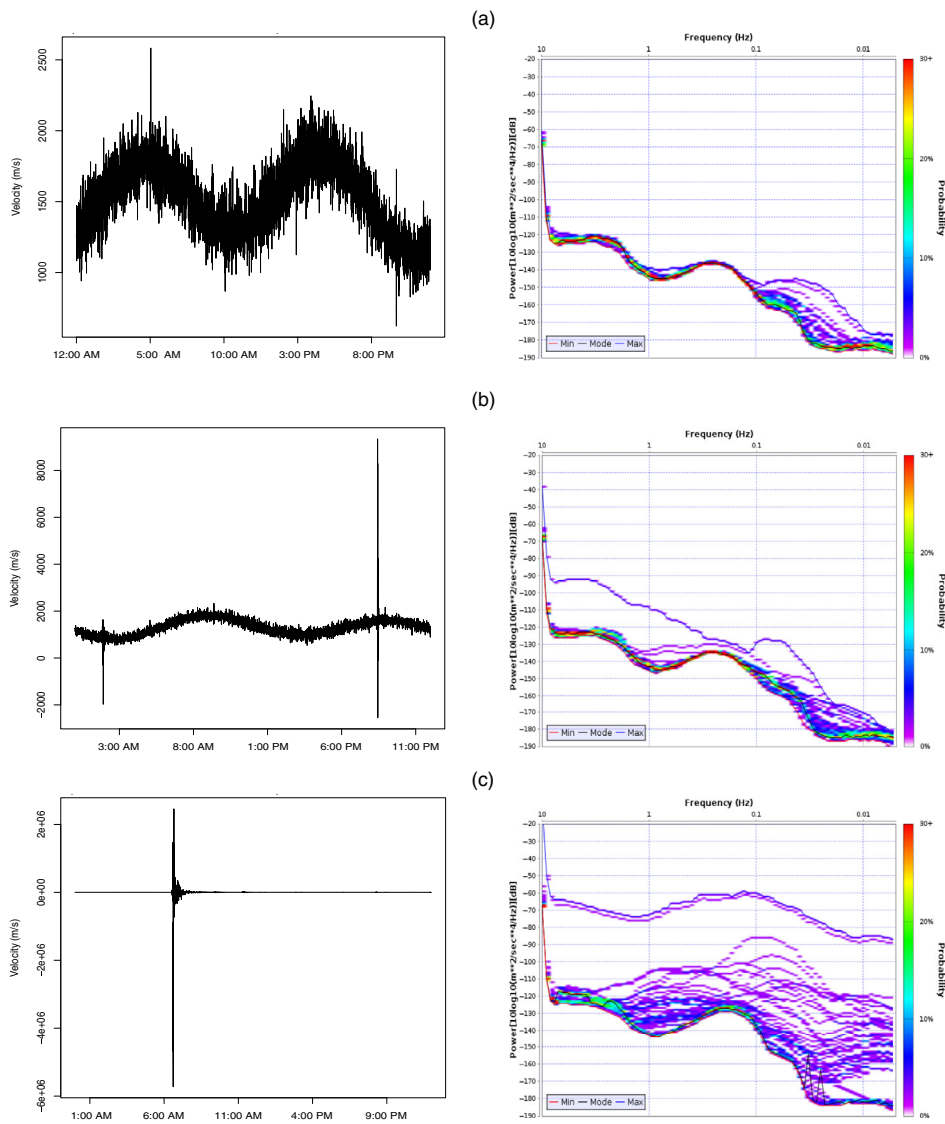 (a)
Velocity (m/s)
2500
2000
1500
1000
12:00 AM 5:00 AM 10:00 AM 3:00 PM 8:00 PM
Frequency (Hz)
10 1 0.1 0.01
Power[10log10(m**2/sec**4/Hz)][dB]
-20
-30
-40
-50
-60
-70
-80
-90
-100
-110
-120
-130
-140
-150
-160
-170
-180
-190
Min Mode Max
30+
20%
10%
0%
Probability
(b)
Velocity (m/s)
8000
6000
4000
2000
0
-2000
3:00 AM 8:00 AM 1:00 PM 6:00 PM 11:00 PM
Frequency (Hz)
10 1 0.1 0.01
Power[10log10(m**2/sec**4/Hz)][dB]
-20
-30
-40
-50
-60
-70
-80
-90
-100
-110
-120
-130
-140
-150
-160
-170
-180
-190
Min Mode Max
30+
20%
10%
0%
Probability
(c)
Velocity (m/s)
2e+06
0e+00
-2e+06
-4e+06
-6e+06
1:00 AM 6:00 AM 11:00 AM 4:00 PM 9:00 PM
Frequency (Hz)
10 1 0.1 0.01
Power[10log10(m**2/sec**4/Hz)][dB]
-20
-30
-40
-50
-60
-70
-80
-90
-100
-110
-120
-130
-140
-150
-160
-170
-180
-190
Min Mode Max
30+
20%
10%
0%
Probability